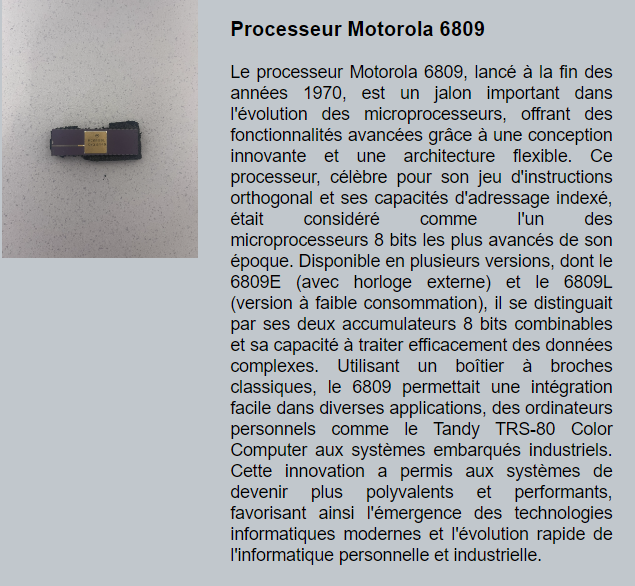 Processeur Motorola 6809
Le processeur Motorola 6809, lancé à la fin des
années 1970, est un jalon important dans
l'évolution des microprocesseurs, offrant des
fonctionnalités avancées grâce à une conception
innovante et une architecture flexible. Ce
processeur, célèbre pour son jeu d'instructions
orthogonal et ses capacités d'adressage indexé,
était considéré comme l'un des
microprocesseurs 8 bits les plus avancés de son
époque. Disponible en plusieurs versions, dont le
6809E (avec horloge externe) et le 6809L
(version à faible consommation), il se distinguait
par ses deux accumulateurs 8 bits combinables
et sa capacité à traiter efficacement des données
complexes. Utilisant un boîtier à broches
classiques, le 6809 permettait une intégration
facile dans diverses applications, des ordinateurs
personnels comme le Tandy TRS-80 Color
Computer aux systèmes embarqués industriels.
Cette innovation a permis aux systèmes de
devenir plus polyvalents et performants,
favorisant ainsi l'émergence des technologies
informatiques modernes et l'évolution rapide de
l'informatique personnelle et industrielle.